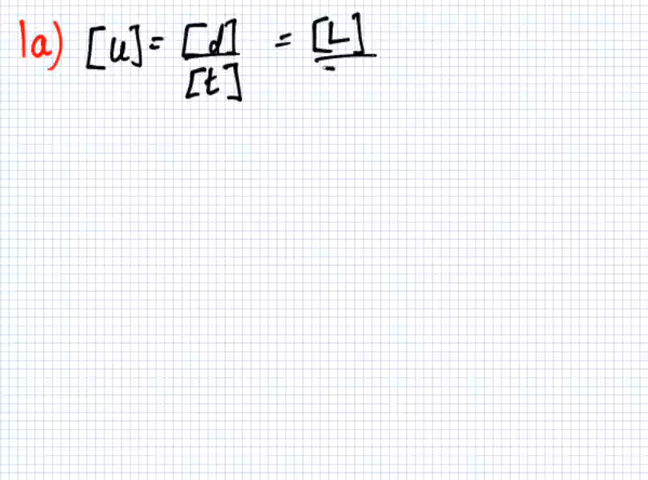 1a) [u] = [d]/[t] = [L]/